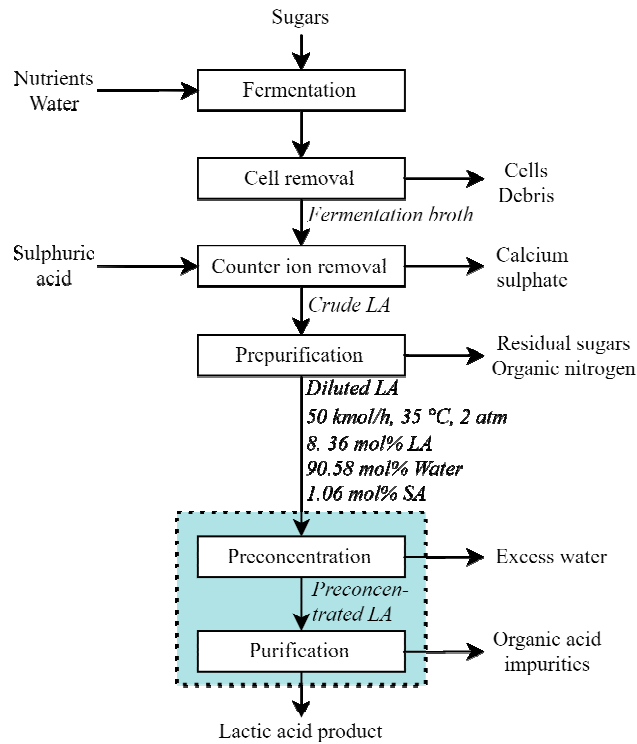 Sugars
Nutrients
Water
Fermentation
Cell removal
Cells
Debris
Fermentation broth
Sulphuric
acid
Counter ion removal
Calcium
sulphate
Crude LA
Prepurification
Residual sugars
Organic nitrogen
Diluted LA
50 kmol/h, 35 °C, 2 atm
8. 36 mol% LA
90.58 mol% Water
1.06 mol% SA
Preconcentration
Excess water
Preconcen-
trated LA
Purification
Organic acid
impurities
Lactic acid product